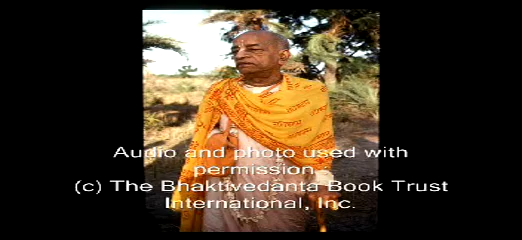 Audio and photo used with
permission.
(c) The Bhaktivedanta Book Trust
International, Inc.